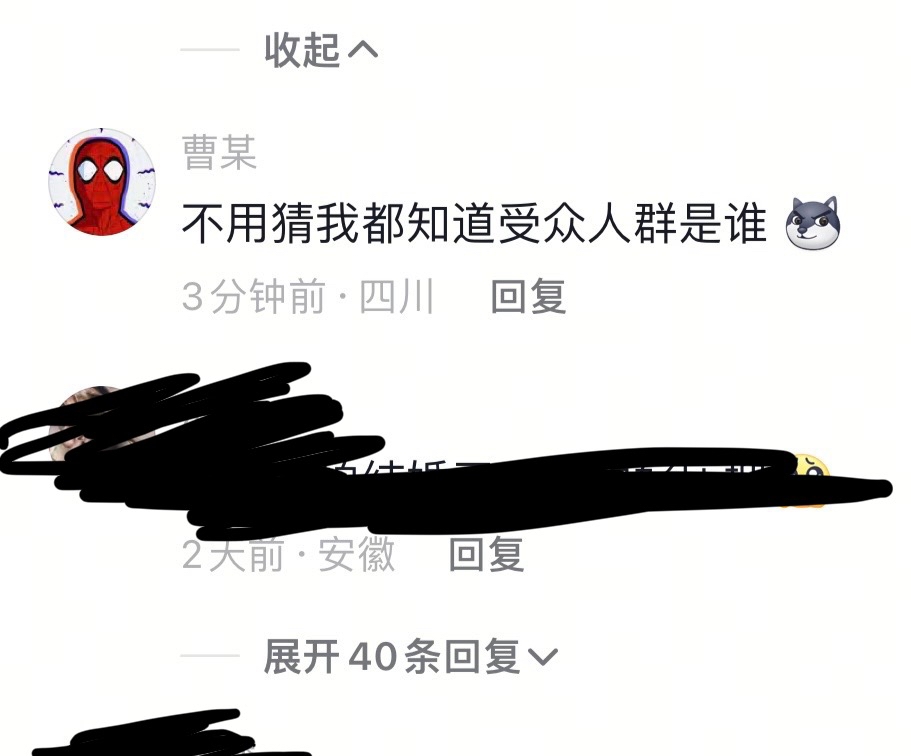 收起
曹某
不用猜我都知道受众人群是谁
3分钟前·四川 回复
2天前·安徽 回复
展开40条回复